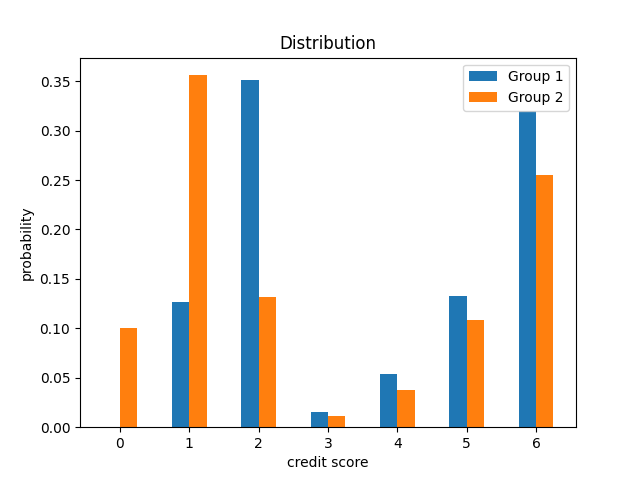 Distribution
Group 1
Group 2
0.35
0.30
0.25
0.20
0.15
0.10
0.05
0.00
probability
0 1 2 3 4 5 6
credit score